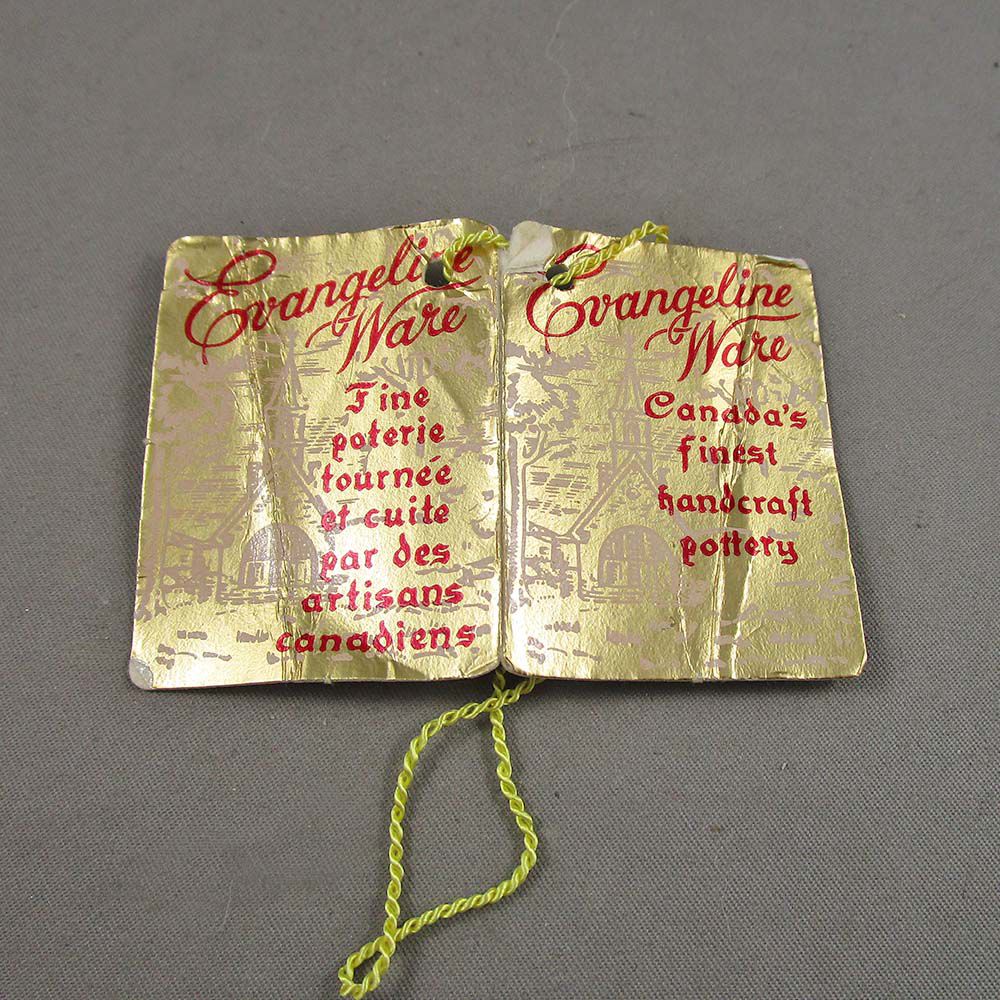 Evangeline
Ware
Fine
poterie
tournée
et cuite
par des
artisans
canadiens
Evangeline
Ware
Canada's
finest
handcraft
pottery